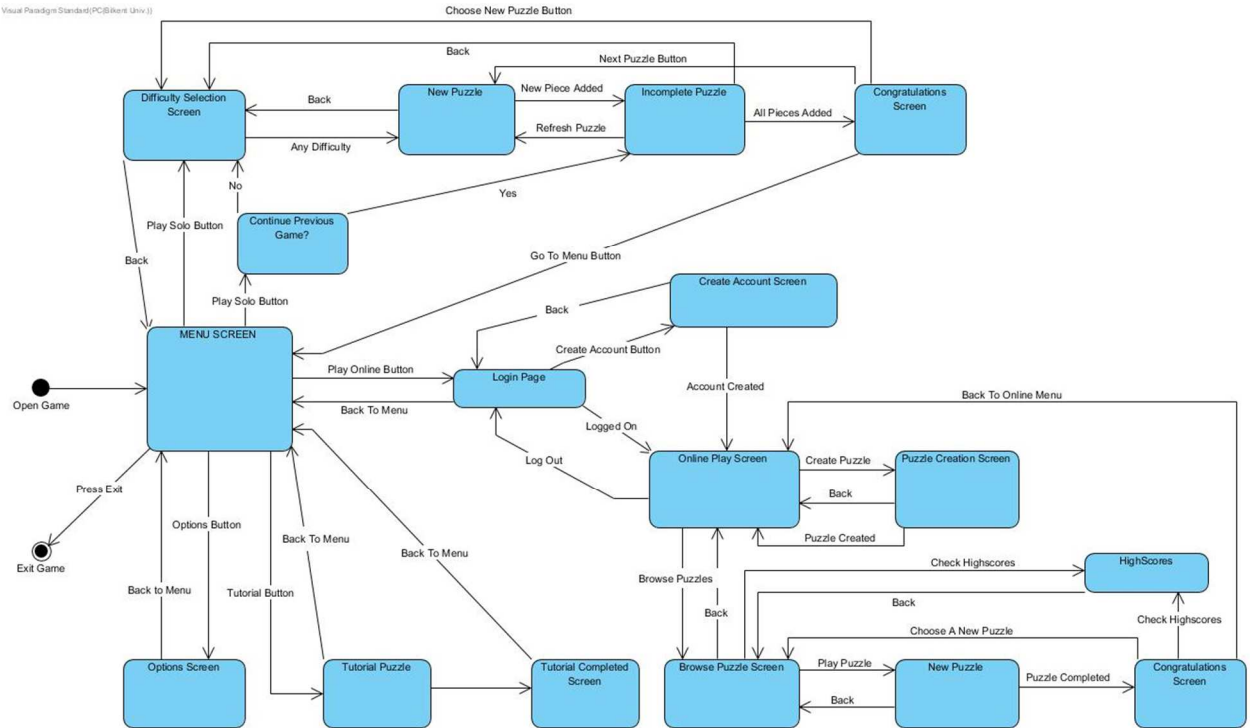 Visual Paradigm Standard(PC(Bilkent Univ.))
Choose New Puzzle Button
Back
Next Puzzle Button
Difficulty Selection
Screen
Back
Any Difficulty
New Puzzle
New Piece Added
Refresh Puzzle
Incomplete Puzzle
All Pieces Added
Congratulations
Screen
No
Yes
Play Solo Button
Continue Previous
Game?
Back
Go To Menu Button
Play Solo Button
Create Account Screen
Back
MENU SCREEN
Create Account Button
Play Online Button
Login Page
Account Created
Open Game
Back To Menu
Back To Online Menu
Logged On
Log Out
Online Play Screen
Create Puzzle
Puzzle Creation Screen
Press Exit
Back
Options Button
Back To Menu
Puzzle Created
Back To Menu
Exit Game
Check Highscores
HighScores
Browse Puzzles
Back to Menu
Tutorial Button
Back
Back
Check Highscores
Choose A New Puzzle
Options Screen
Tutorial Puzzle
Tutorial Completed
Screen
Browse Puzzle Screen
Play Puzzle
Back
New Puzzle
Puzzle Completed
Congratulations
Screen